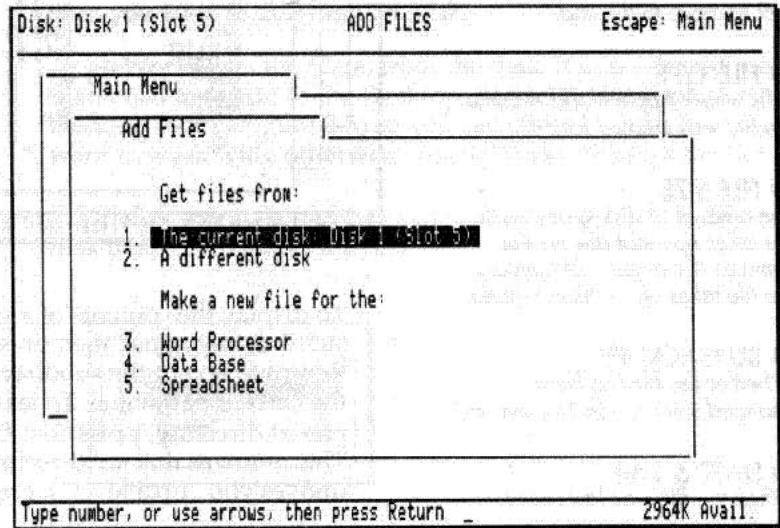 Disk: Disk 1 (Slot 5) ADD FILES Escape: Main Menu
Main Menu
Add Files
Get files from:
1. The current disk: Disk 1 (Slot 5)
2. A different disk
Make a new file for the:
3. Word Processor
4. Data Base
5. Spreadsheet
Type number, or use arrows, then press Return _ 2964K Avail.